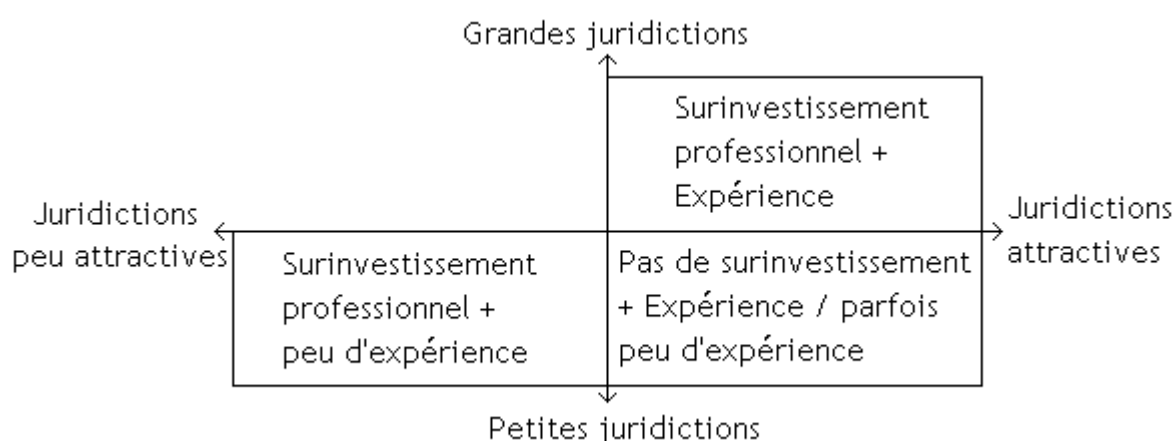 Grandes juridictions
Surinvestissement
professionnel +
Expérience
Juridictions
peu attractives
Juridictions
attractives
Surinvestissement
professionnel +
peu d'expérience
Pas de surinvestissement
+ Expérience / parfois
peu d'expérience
Petites juridictions